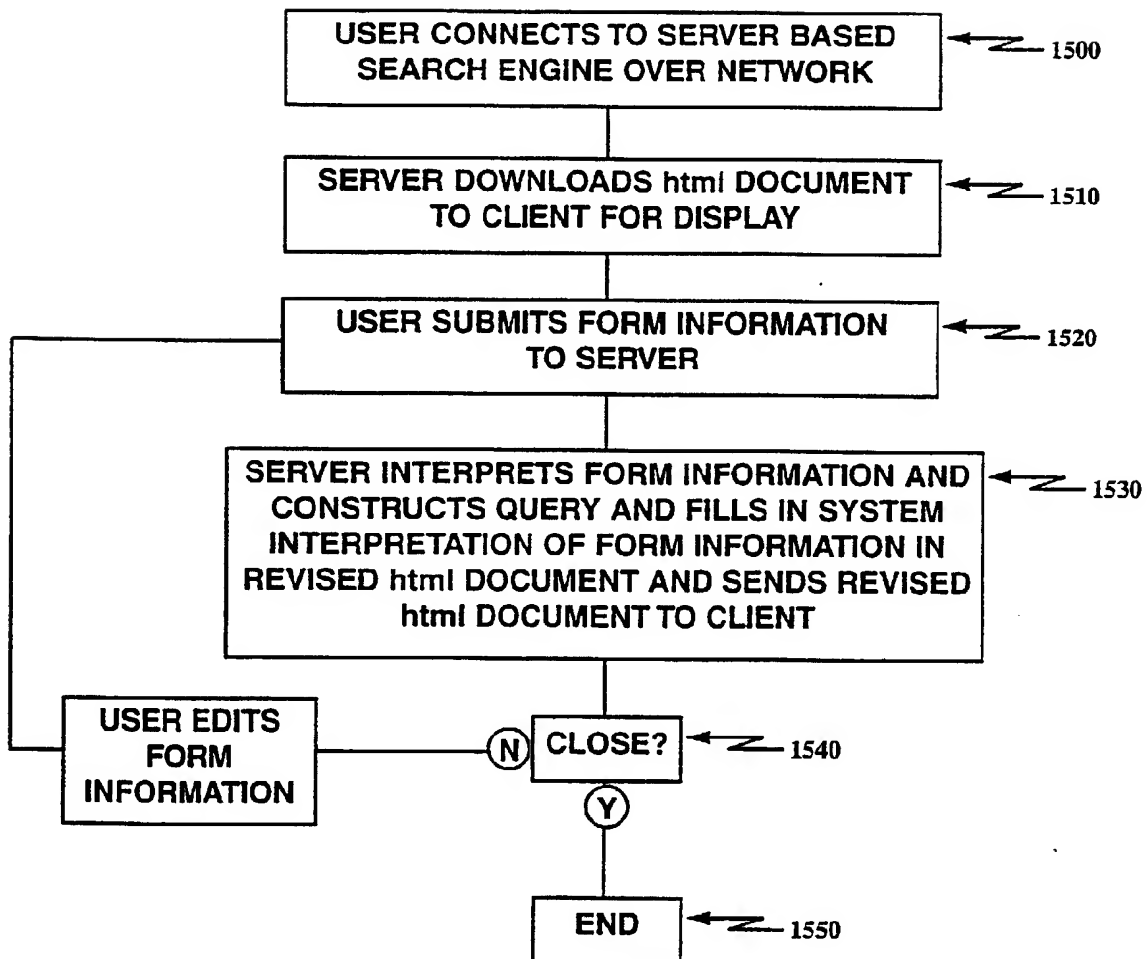 USER CONNECTS TO SERVER BASED
SEARCH ENGINE OVER NETWORK
1500
SERVER DOWNLOADS html DOCUMENT
TO CLIENT FOR DISPLAY
1510
USER SUBMITS FORM INFORMATION
TO SERVER
1520
SERVER INTERPRETS FORM INFORMATION AND
CONSTRUCTS QUERY AND FILLS IN SYSTEM
INTERPRETATION OF FORM INFORMATION IN
REVISED html DOCUMENT AND SENDS REVISED
html DOCUMENT TO CLIENT
1530
USER EDITS
FORM
INFORMATION
N
CLOSE?
1540
Y
END
1550